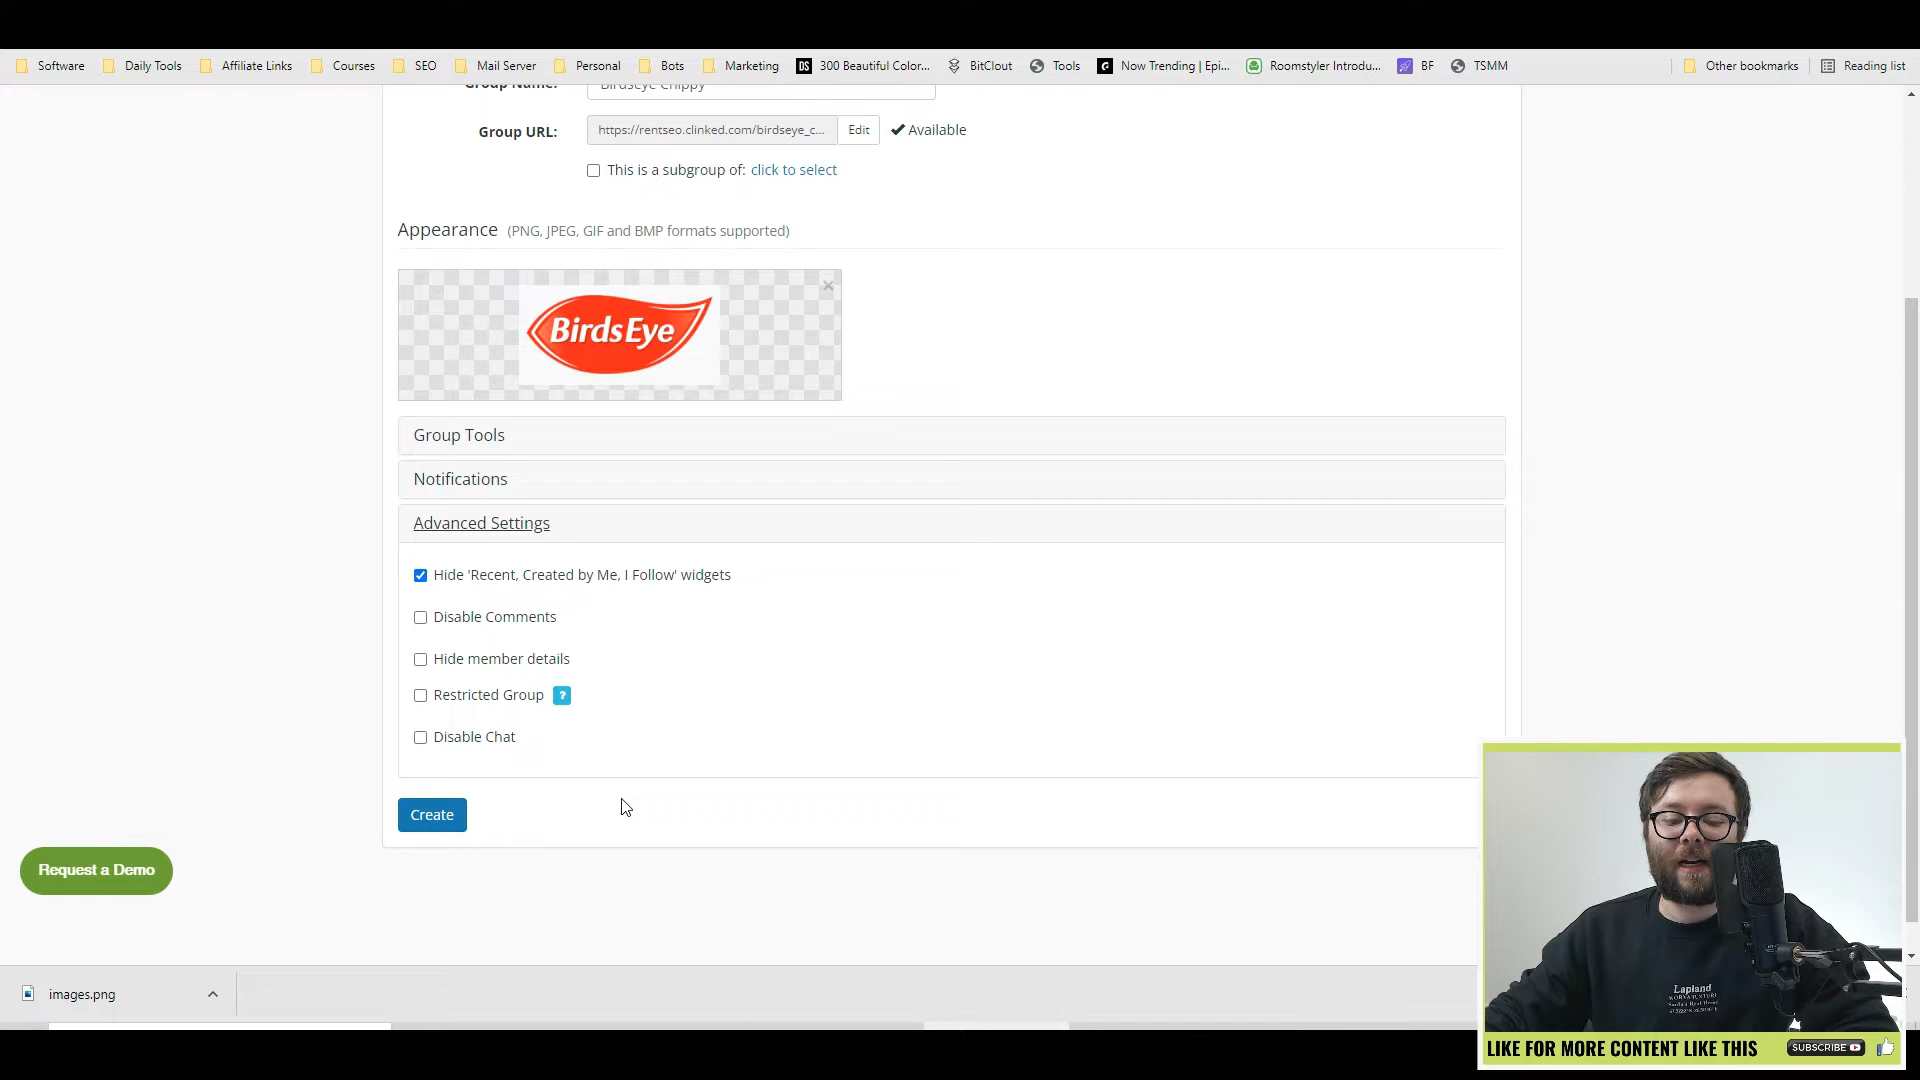 Software Daily Tools Affiliate Links Courses SEO Mail Server Personal Bots Marketing DS 300 Beautiful Color... BitClout Tools Now Trending | Epi... Roomstyler Introdu... BF TSMM Other bookmarks Reading list
Group Name: Birdseye Chippy
Group URL: https://rentseo.clinked.com/birdseye_c... Edit Available
This is a subgroup of: click to select
Appearance (PNG, JPEG, GIF and BMP formats supported)
BirdsEye
Group Tools
Notifications
Advanced Settings
Hide 'Recent, Created by Me, I Follow' widgets
Disable Comments
Hide member details
Restricted Group ?
Disable Chat
Create
Request a Demo
images.png
Lapland
LIKE FOR MORE CONTENT LIKE THIS SUBSCRIBE